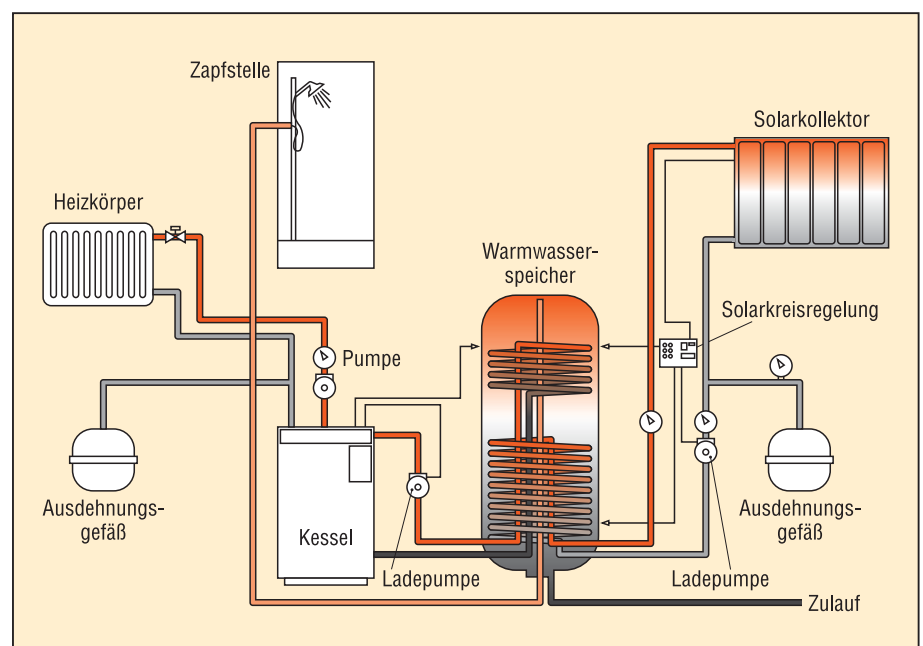 Zapfstelle
Solarkollektor
Heizkörper
Warmwasser-
speicher
Solarkreisregelung
Pumpe
Ausdehnungs-
gefäß
Kessel
Ladepumpe
Ladepumpe
Ausdehnungs-
gefäß
Zulauf